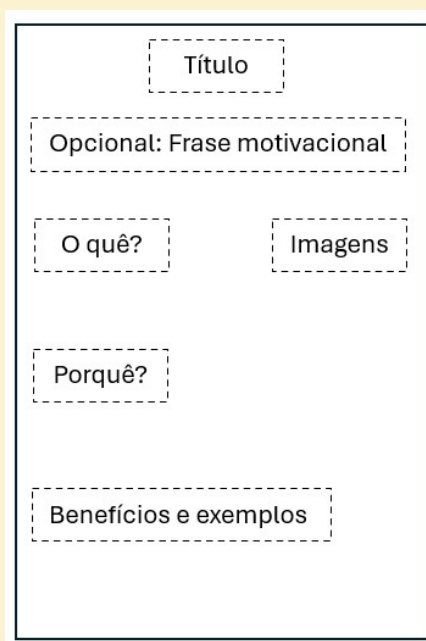 Título
Opcional: Frase motivacional
O quê?
Imagens
Porquê?
Benefícios e exemplos